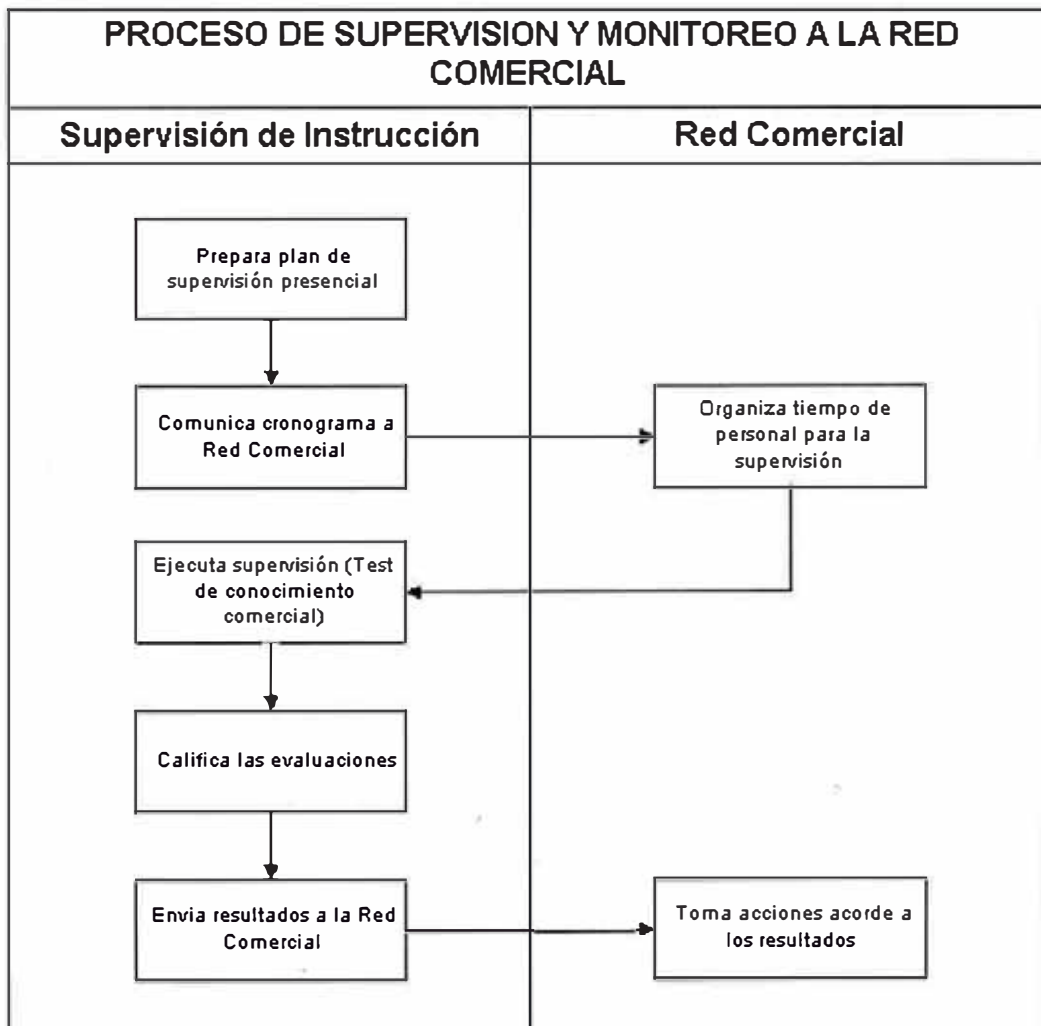 PROCESO DE SUPERVISION Y MONITOREO A LA RED
COMERCIAL
Supervisión de Instrucción
Red Comercial
Prepara plan de
supervisión presencial
Comunica cronograma a
Red Comercial
Organiza tiempo de
personal para la
supervisión
Ejecuta supervisión (Test
de conocimiento
comercial)
Califica las evaluaciones
Envia resultados a la Red
Comercial
Toma acciones acorde a
los resultados